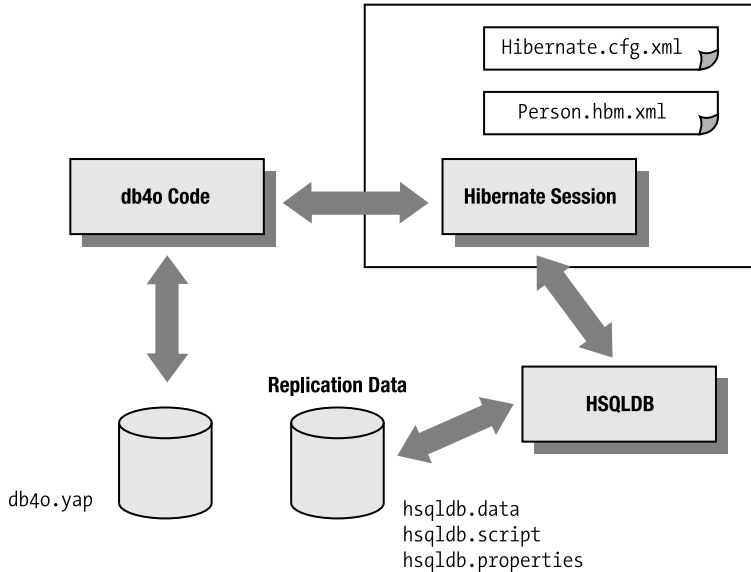 Hibernate.cfg.xml
Person.hbm.xml
db4o Code
Hibernate Session
Replication Data
HSQLDB
db4o.yap
hsqldb.data
hsqldb.script
hsqldb.properties